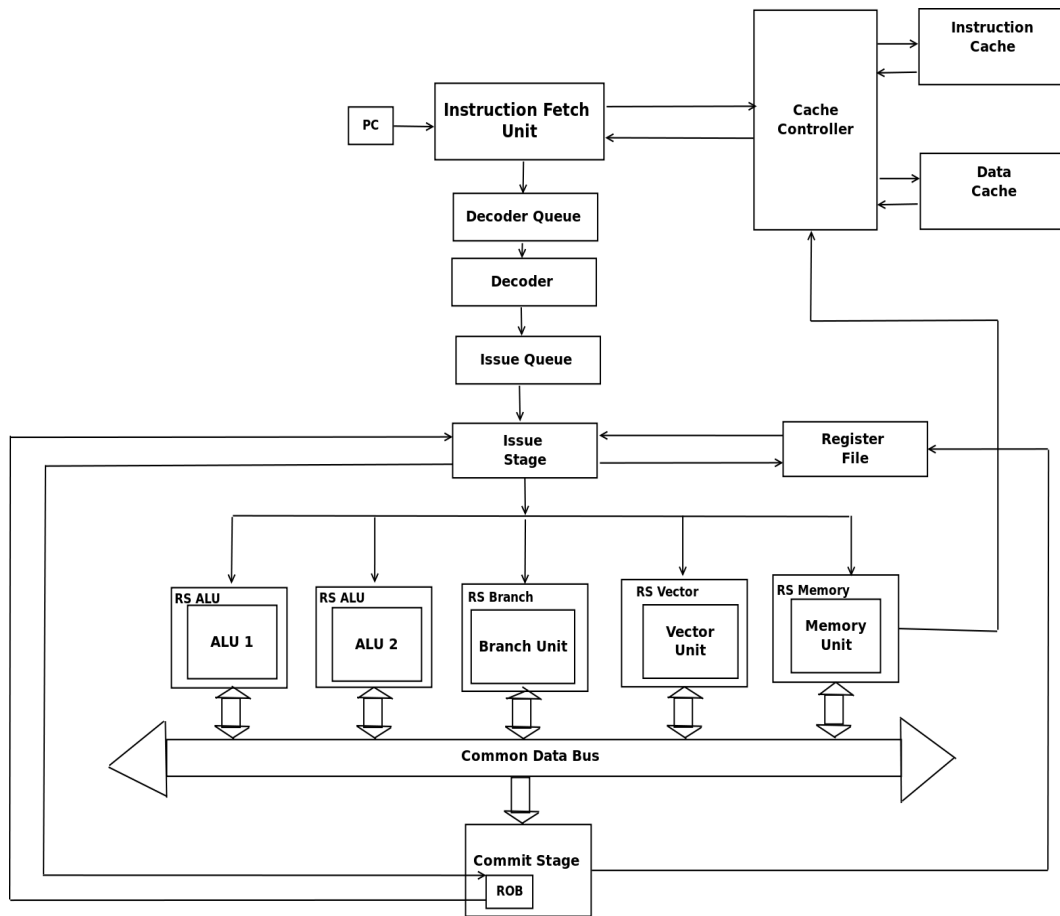 Instruction
Cache
Instruction Fetch
Unit
PC
Cache
Controller
Data
Cache
Decoder Queue
Decoder
Issue Queue
Issue
Stage
Register
File
RS ALU
ALU 1
RS ALU
ALU 2
RS Branch
Branch Unit
RS Vector
Vector
Unit
RS Memory
Memory
Unit
Common Data Bus
Commit Stage
ROB